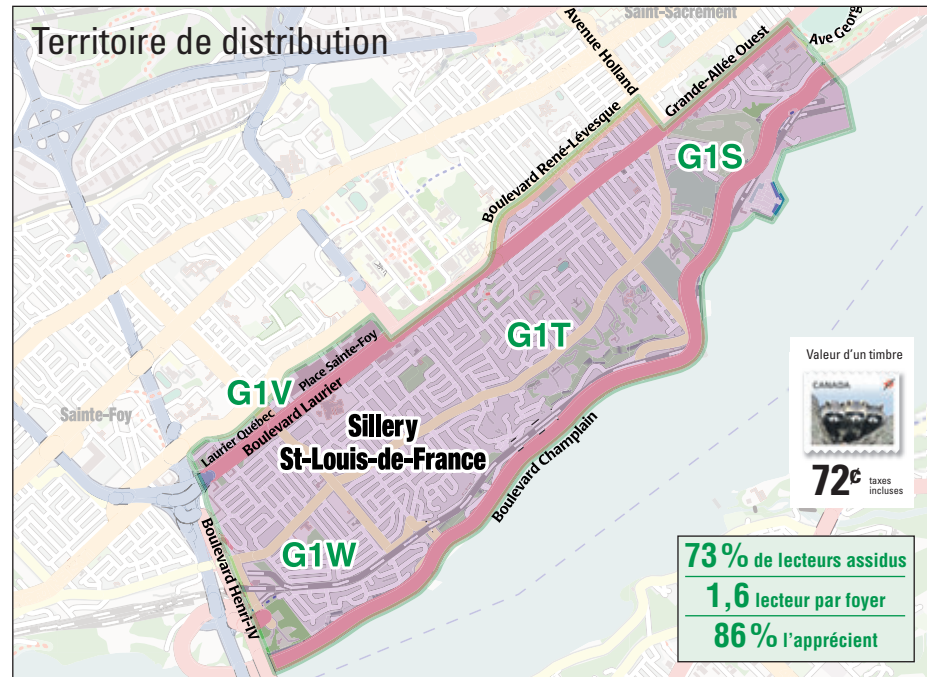 Territoire de distribution
Saint-Sacrement
Avenue Holland
Grande-Allée Ouest
Ave Georg
Boulevard René-Lévesque
G1S
G1T
Place Sainte-Foy
G1V
Laurier Québec
Boulevard Laurier
Sainte-Foy
Sillery
St-Louis-de-France
Boulevard Champlain
G1W
Boulevard Henri-IV
Valeur d'un timbre
CANADA
72¢ taxes
incluses
73 % de lecteurs assidus
1,6 lecteur par foyer
86 % l'apprécient